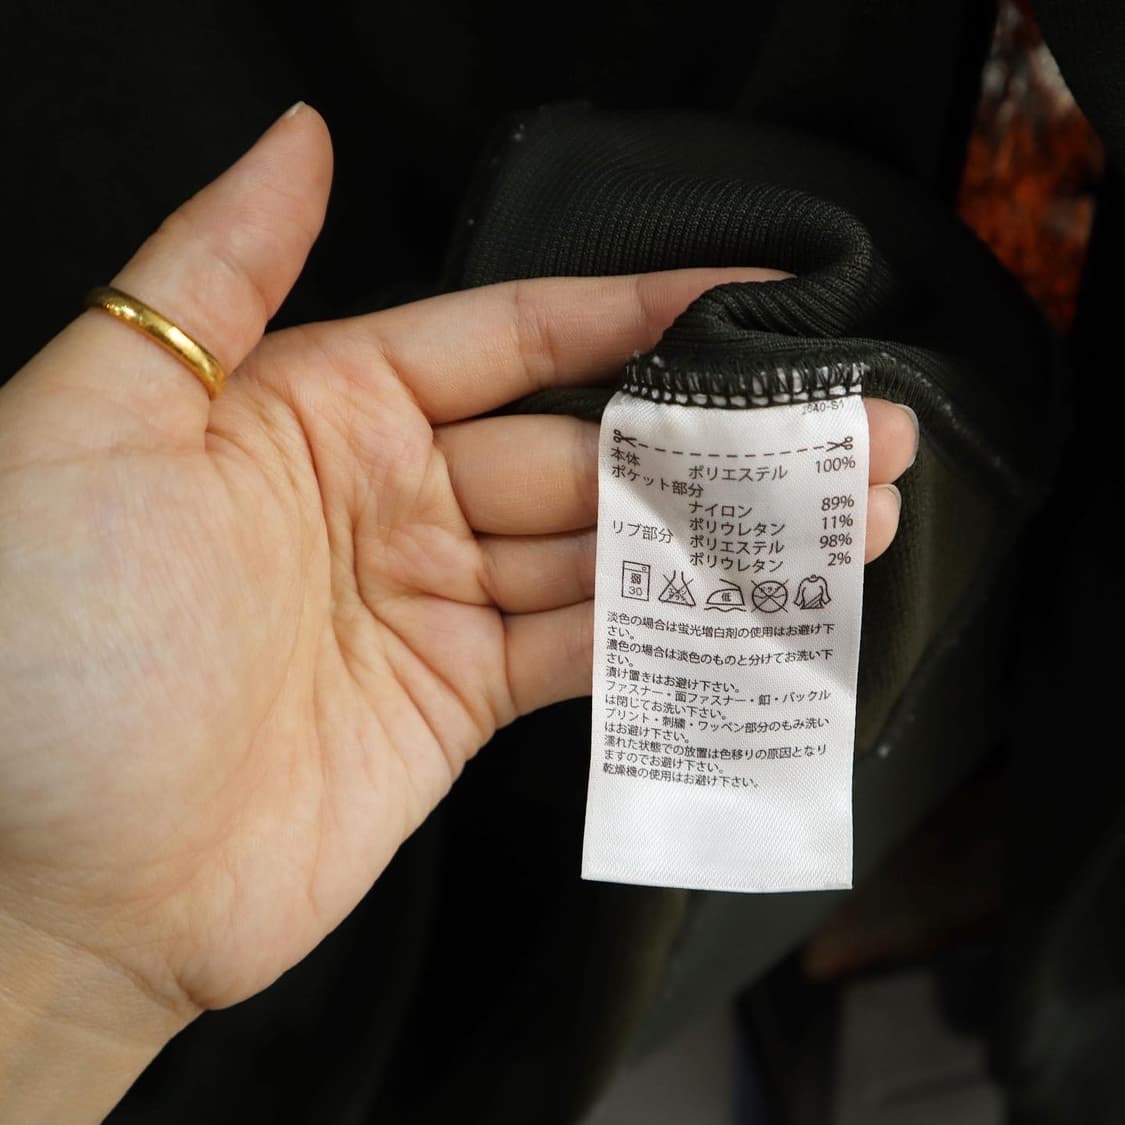 2640-S1
本体 ポリエステル 100%
ポケット部分
ナイロン 89%
ポリウレタン 11%
リブ部分 ポリエステル 98%
ポリウレタン 2%
弱 30 低
淡色の場合は蛍光増白剤の使用はお避け下
さい。
濃色の場合は淡色のものと分けてお洗い下
さい。
漬け置きはお避け下さい。
ファスナー・面ファスナー・釦・バックル
は閉じてお洗い下さい。
プリント・刺繍・ワッペン部分のもみ洗い
はお避け下さい。
濡れた状態での放置は色移りの原因となり
ますのでお避け下さい。
乾燥機の使用はお避け下さい。